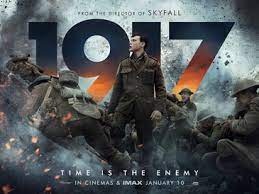 FROM THE DIRECTOR OF SKYFALL
1917
TIME IS THE ENEMY
IN CINEMAS & IMAX JANUARY 10